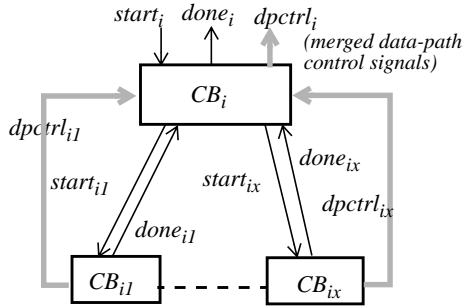 start_i done_i dpctrl_i
(merged data-path
control signals)
CB_i
dpctrl_i1
done_ix
start_i1
start_ix
dpctrl_ix
done_i1
CB_i1
CB_ix